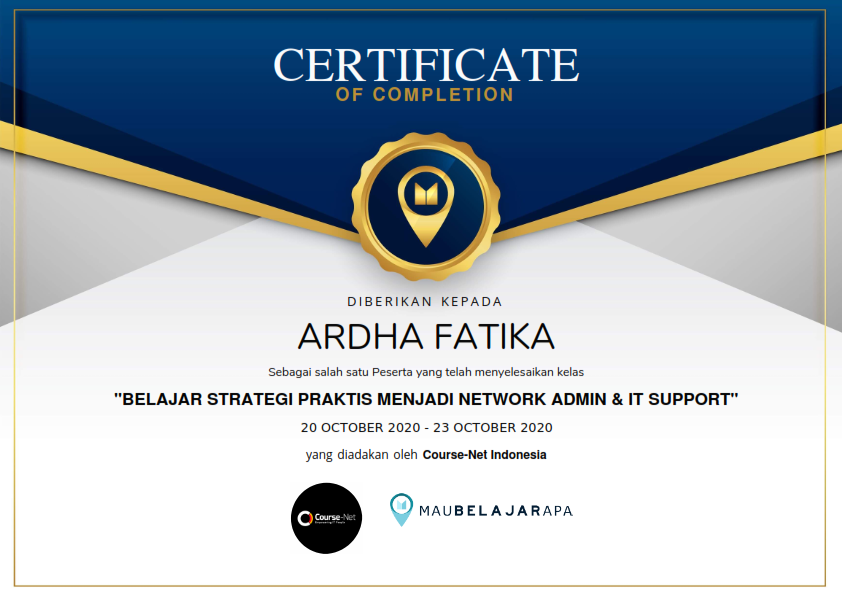 CERTIFICATE
OF COMPLETION
DIBERIKAN KEPADA
ARDHA FATIKA
Sebagai salah satu Peserta yang telah menyelesaikan kelas
"BELAJAR STRATEGI PRAKTIS MENJADI NETWORK ADMIN & IT SUPPORT"
20 OCTOBER 2020 - 23 OCTOBER 2020
yang diadakan oleh Course-Net Indonesia
Course-Net
MAUBELAJARAPA